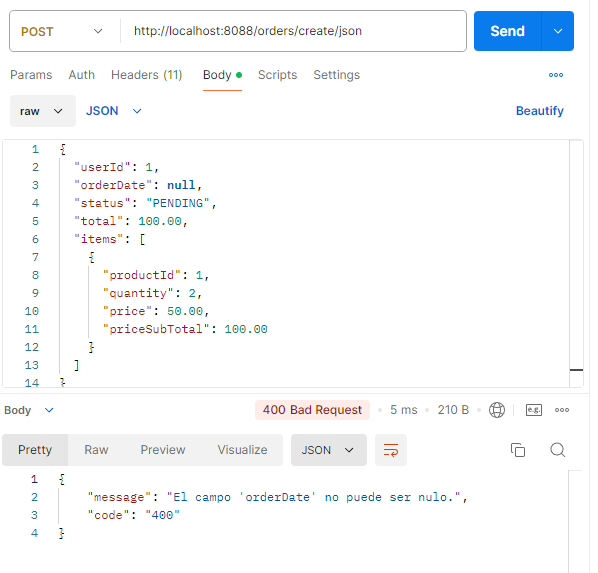 POST http://localhost:8088/orders/create/json Send
Params Auth Headers (11) Body Scripts Settings
raw JSON Beautify
1 {
2 "userId": 1,
3 "orderDate": null,
4 "status": "PENDING",
5 "total": 100.00,
6 "items": [
7 {
8 "productId": 1,
9 "quantity": 2,
10 "price": 50.00,
11 "priceSubTotal": 100.00
12 }
13 ]
14 }
Body 400 Bad Request 5 ms 210 B e.g.
Pretty Raw Preview Visualize JSON
1 {
2 "message": "El campo 'orderDate' no puede ser nulo.",
3 "code": "400"
4 }